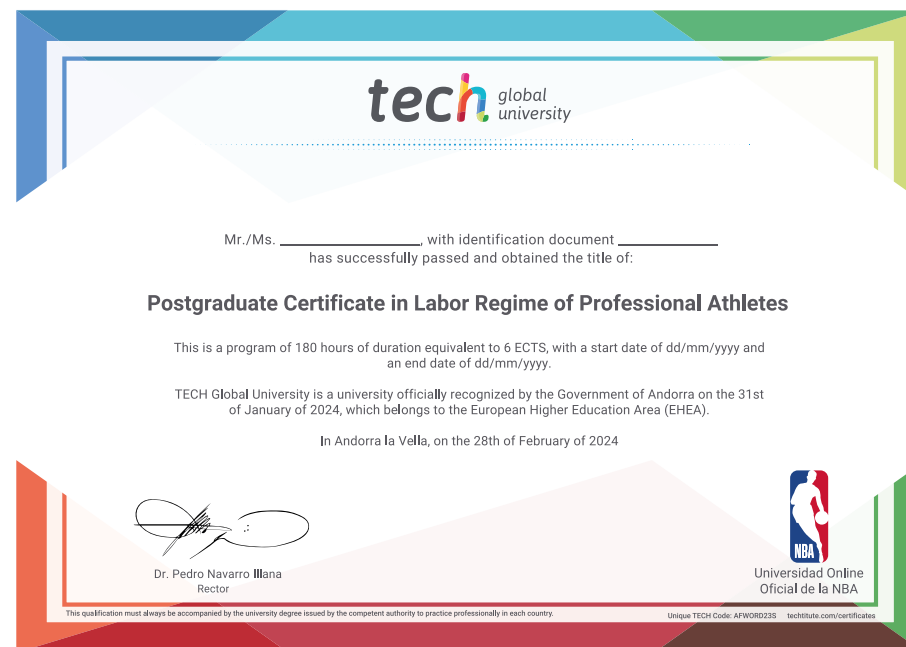 tech global university
Mr./Ms. ____________, with identification document ____________
has successfully passed and obtained the title of:
Postgraduate Certificate in Labor Regime of Professional Athletes
This is a program of 180 hours of duration equivalent to 6 ECTS, with a start date of dd/mm/yyyy and
an end date of dd/mm/yyyy.
TECH Global University is a university officially recognized by the Government of Andorra on the 31st
of January of 2024, which belongs to the European Higher Education Area (EHEA).
In Andorra la Vella, on the 28th of February of 2024
Dr. Pedro Navarro Illana
Rector
NBA
Universidad Online
Oficial de la NBA
This qualification must always be accompanied by the university degree issued by the competent authority to practice professionally in each country.
Unique TECH Code: AFWORD23S techtitute.com/certificates